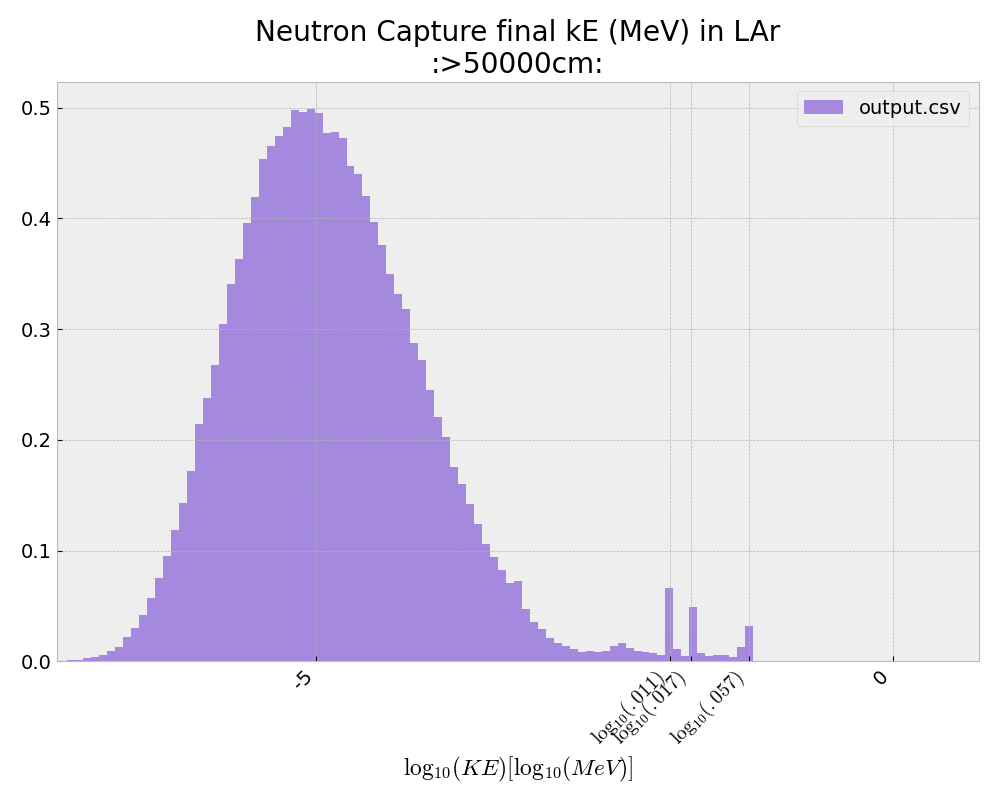 Neutron Capture final kE (MeV) in LAr
:>50000cm:
output.csv
0.5
0.4
0.3
0.2
0.1
0.0
-5
log₁₀(.011)
log₁₀(.017)
log₁₀(.057)
0
log₁₀(KE)[log₁₀(MeV)]